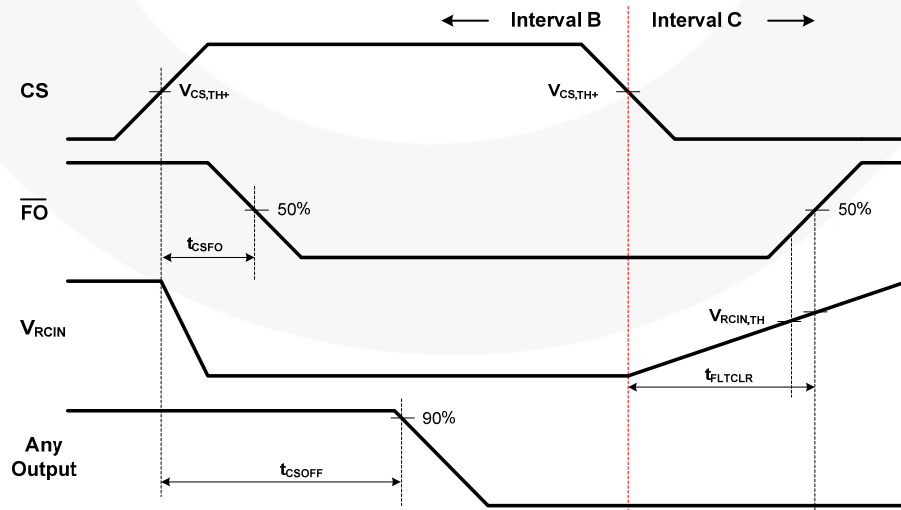 Interval B
Interval C
CS
VCS,TH+
VCS,TH+
FO
50%
50%
tCSFO
VRCIN
VRCIN,TH
tFLTCLR
Any
Output
90%
tCSOFF